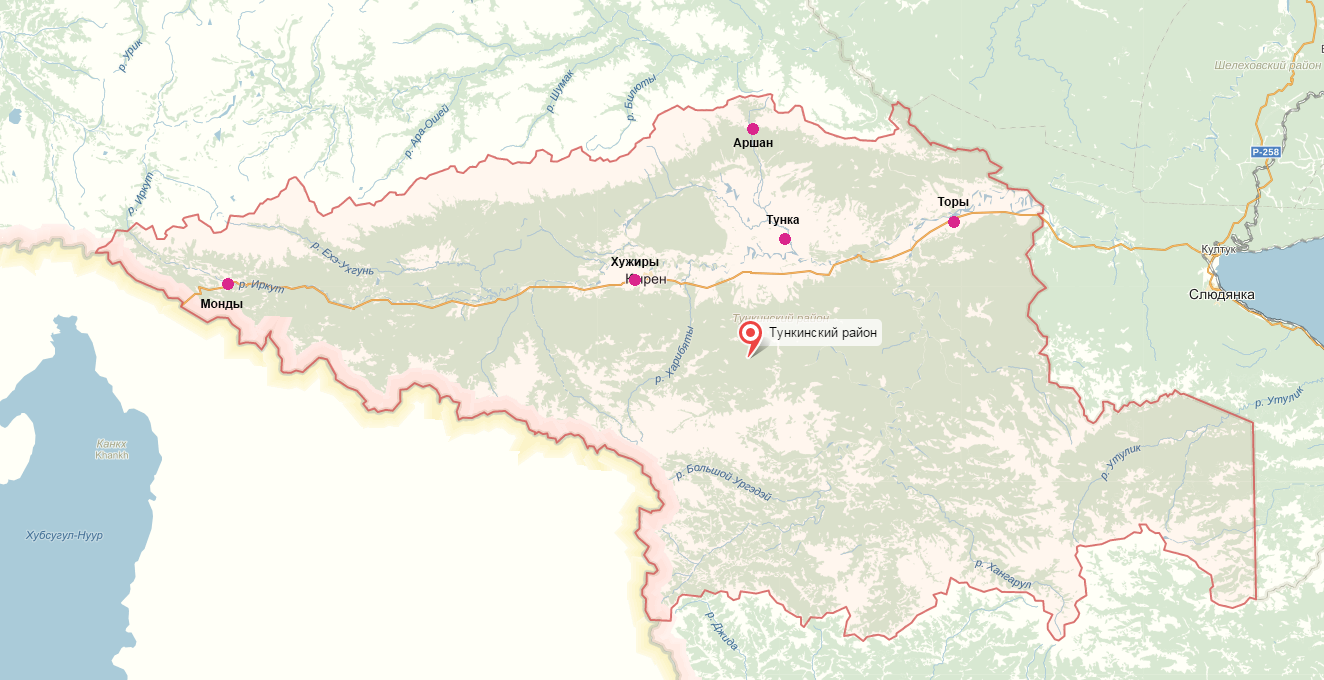 р. Урик
Шелеховский район
р. Шумак
р. Билюты
р. Ара-Ошей
Р-258
Аршан
р. Иркут
Торы
Тунка
р. Ехэ-Ухгунь
Култук
Хужиры
Кырен
р. Иркут
Слюдянка
Монды
Тункинский район
Тункинский район
р. Харибяты
р. Утулик
Канкх
Khankh
р. Утулик
р. Большой Ургэдэй
Хубсугул-Нуур
р. Хангарул
р. Джида